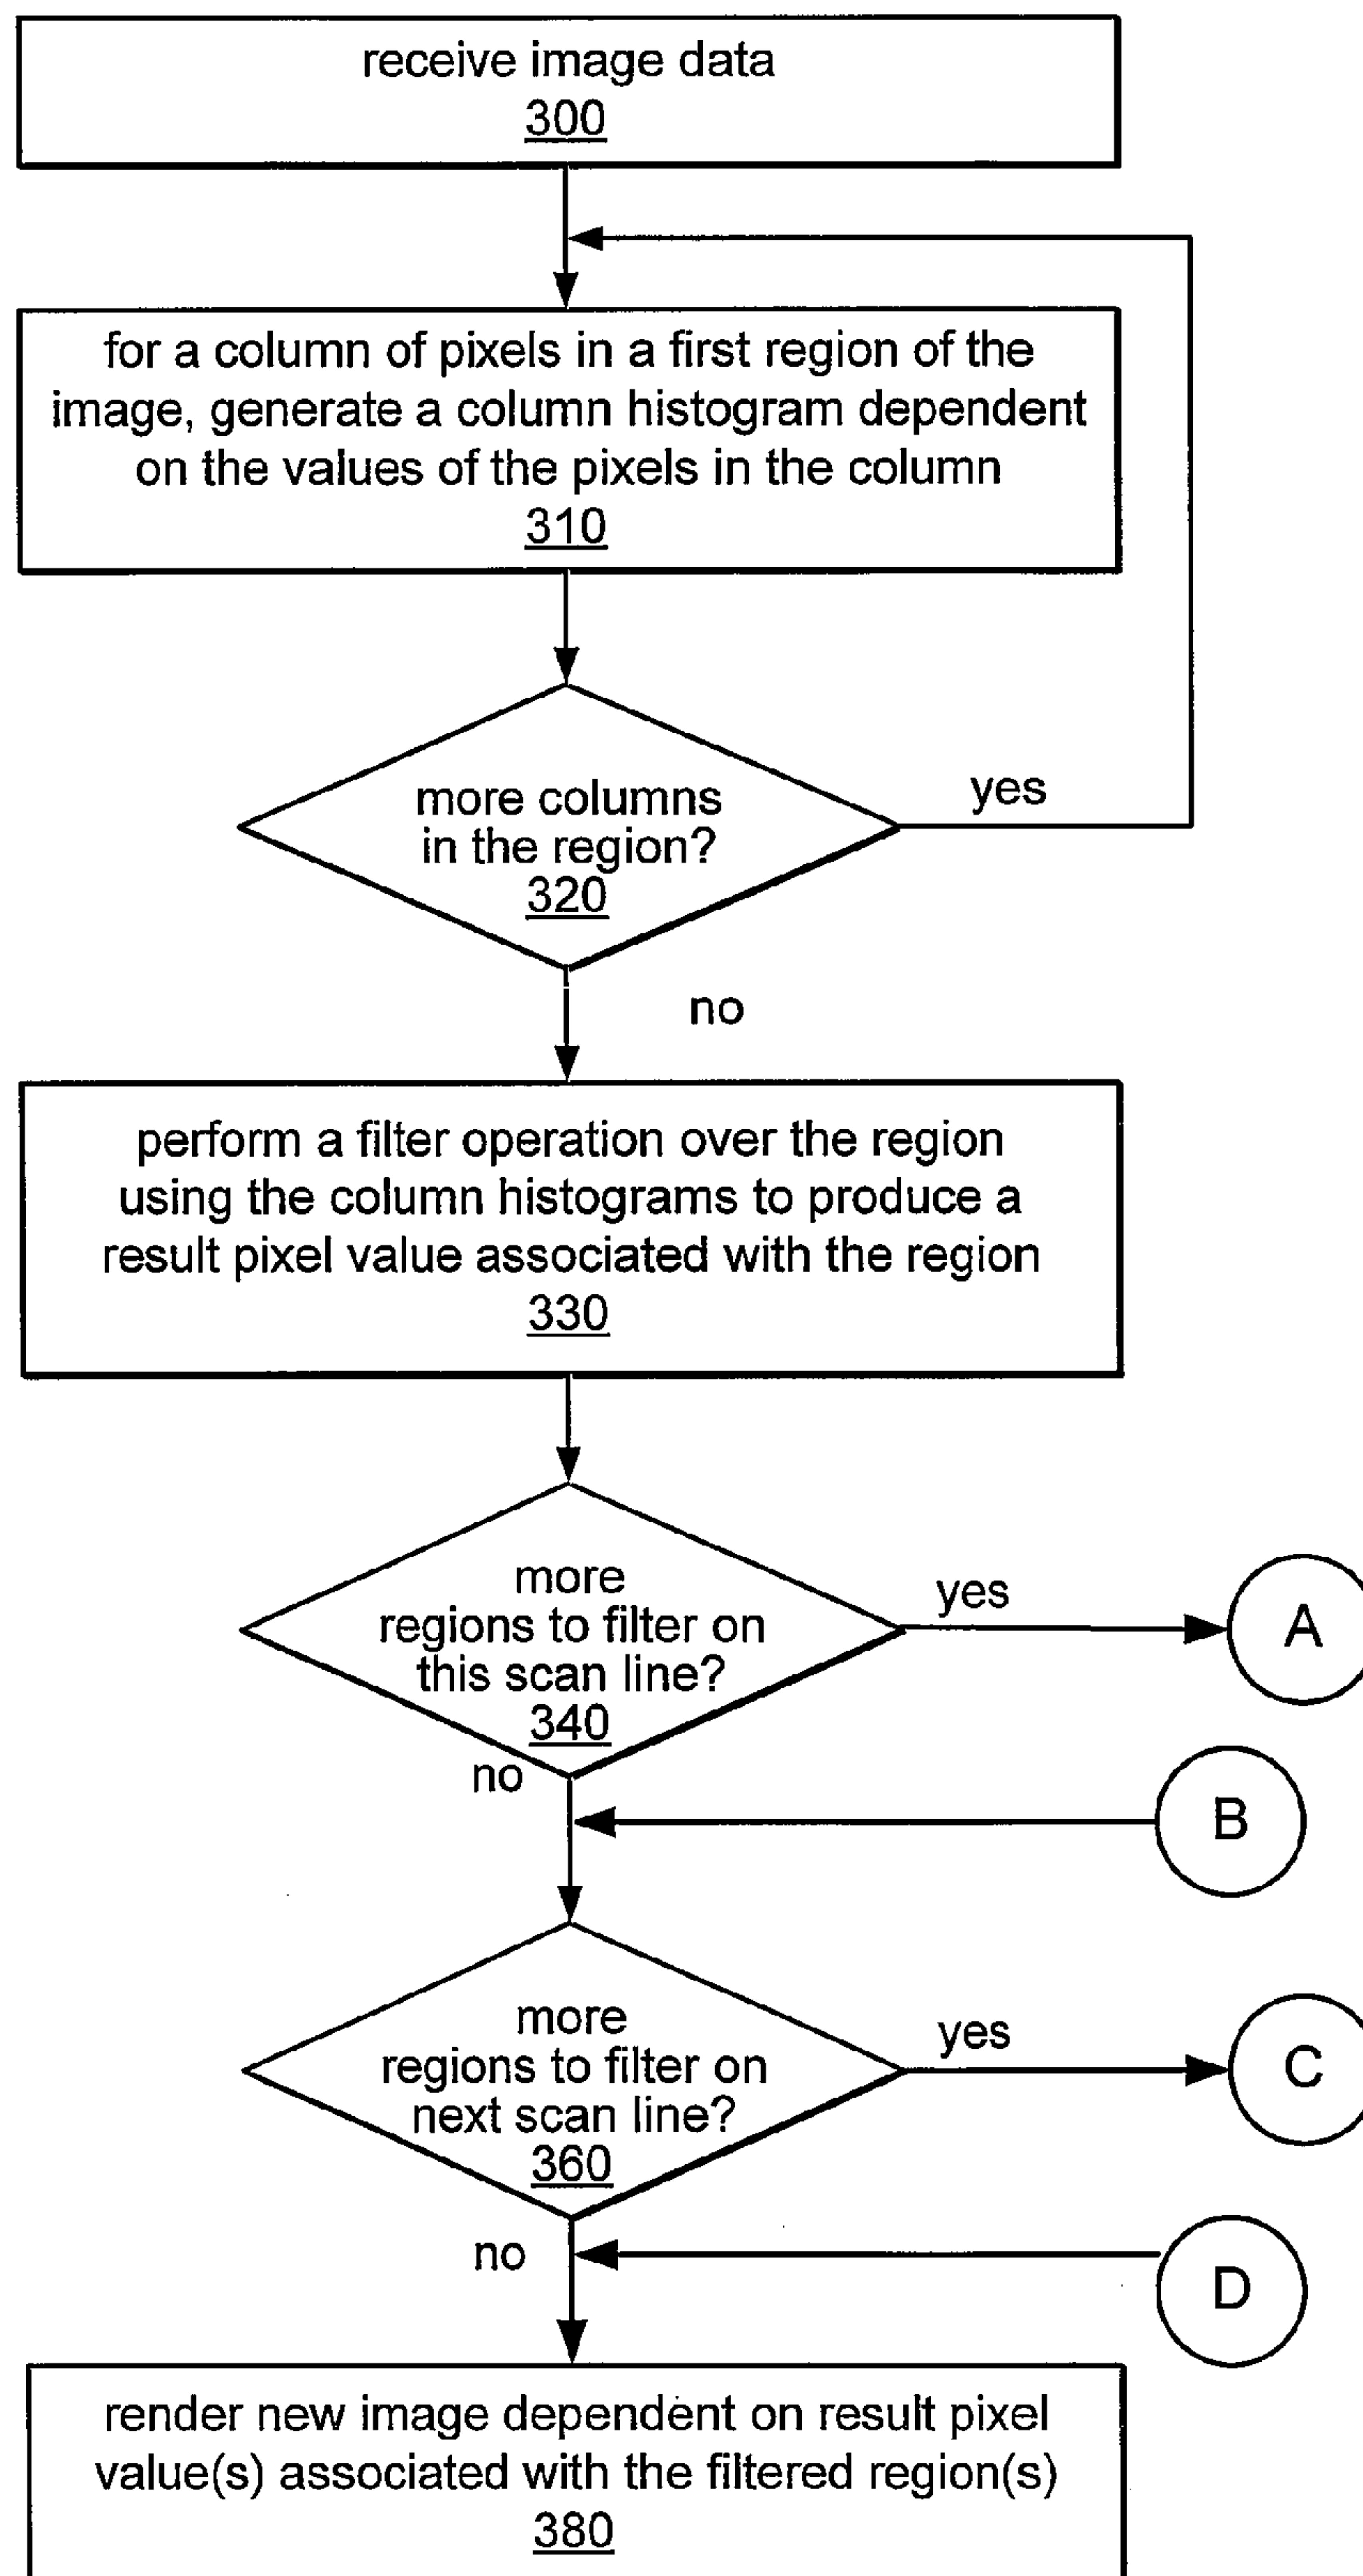 receive image data
300
for a column of pixels in a first region of the
image, generate a column histogram dependent
on the values of the pixels in the column
310
more columns
in the region?
320
yes
no
perform a filter operation over the region
using the column histograms to produce a
result pixel value associated with the region
330
more
regions to filter on
this scan line?
340
yes
A
no
B
more
regions to filter on
next scan line?
360
yes
C
no
D
render new image dependent on result pixel
value(s) associated with the filtered region(s)
380